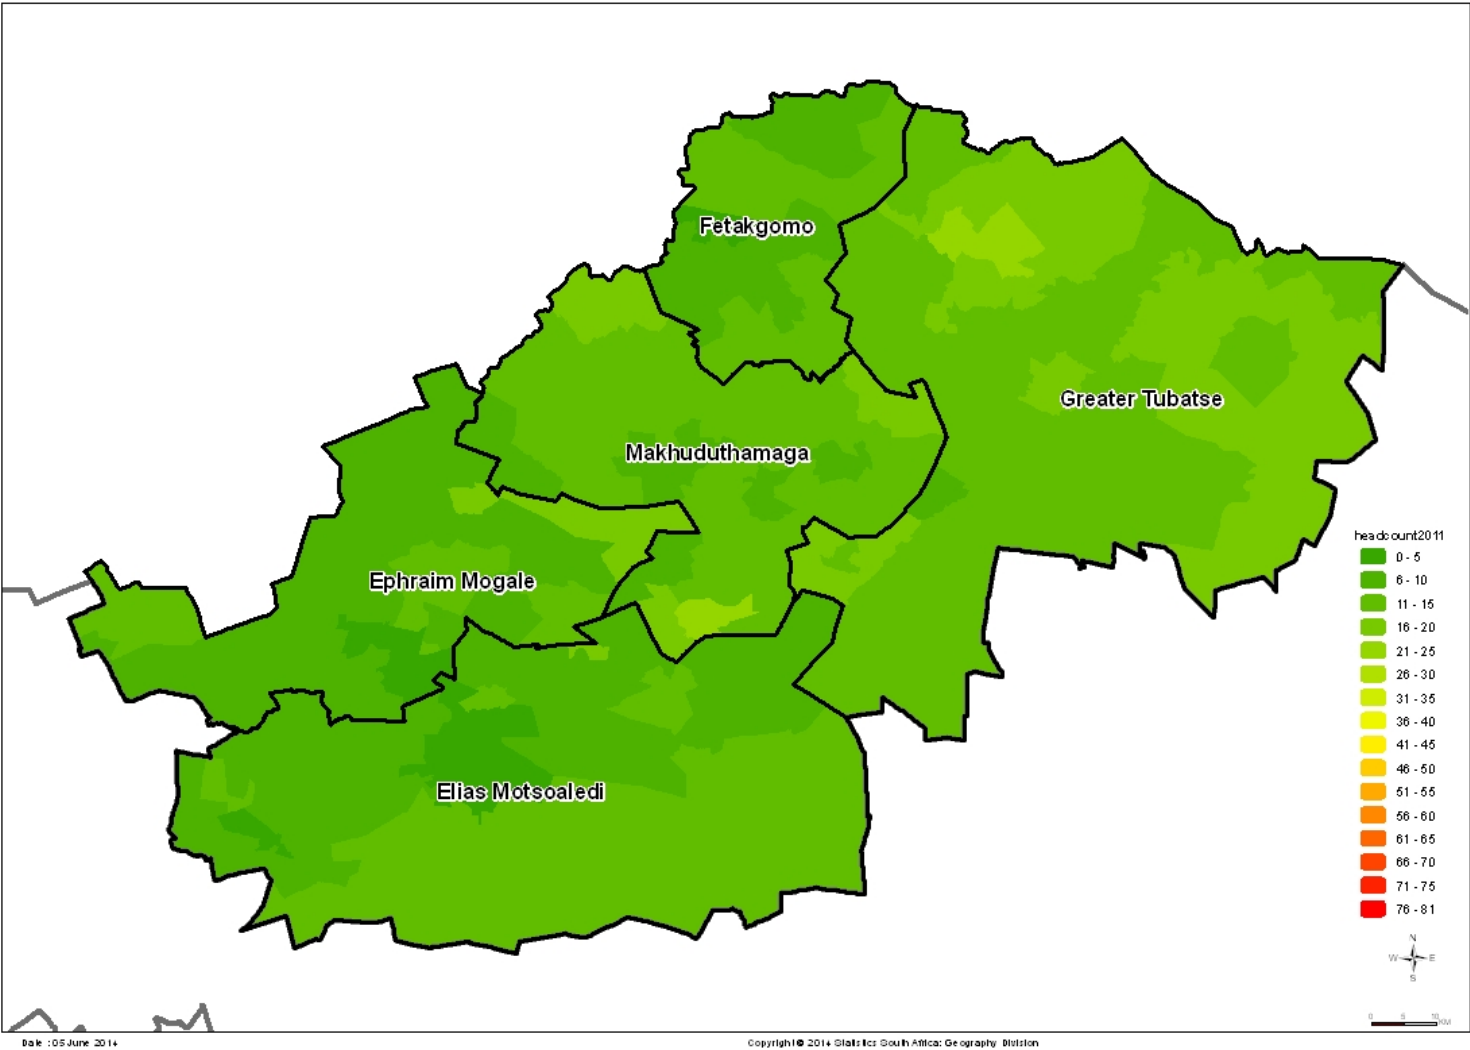 Fetakgomo
Greater Tubatse
Makhuduthamaga
Ephraim Mogale
Elias Motsoaledi
headcount2011
0 - 5
6 - 10
11 - 15
16 - 20
21 - 25
26 - 30
31 - 35
36 - 40
41 - 45
46 - 50
51 - 55
56 - 60
61 - 65
66 - 70
71 - 75
76 - 81
N
W E
S
0 5 10
KM
Date : 05 June 2014
Copyright © 2014 Statistics South Africa: Geography Division